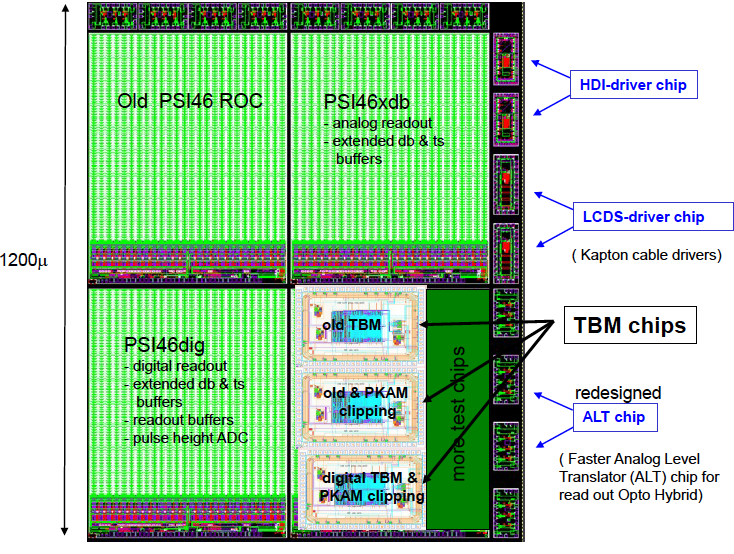 Old PSI46 ROC
PSI46xdb
- analog readout
- extended db & ts
buffers
HDI-driver chip
LCDS-driver chip
( Kapton cable drivers)
1200μ
PSI46dig
- digital readout
- extended db & ts
buffers
- readout buffers
- pulse height ADC
old TBM
old & PKAM
clipping
digital TBM &
PKAM clipping
more test chips
TBM chips
redesigned
ALT chip
( Faster Analog Level
Translator (ALT) chip for
read out Opto Hybrid)